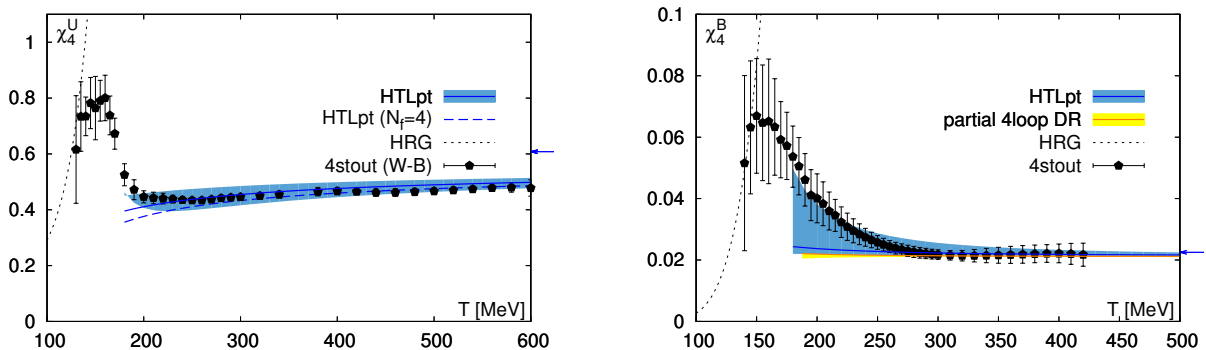 χ₄ᵁ
1
0.8
0.6
0.4
0.2
0
HTLpt
HTLpt (N_f=4)
HRG
4stout (W-B)
T [MeV]
100 200 300 400 500 600
χ₄ᴮ
0.1
0.08
0.06
0.04
0.02
0
HTLpt
partial 4loop DR
HRG
4stout
T [MeV]
100 150 200 250 300 350 400 450 500